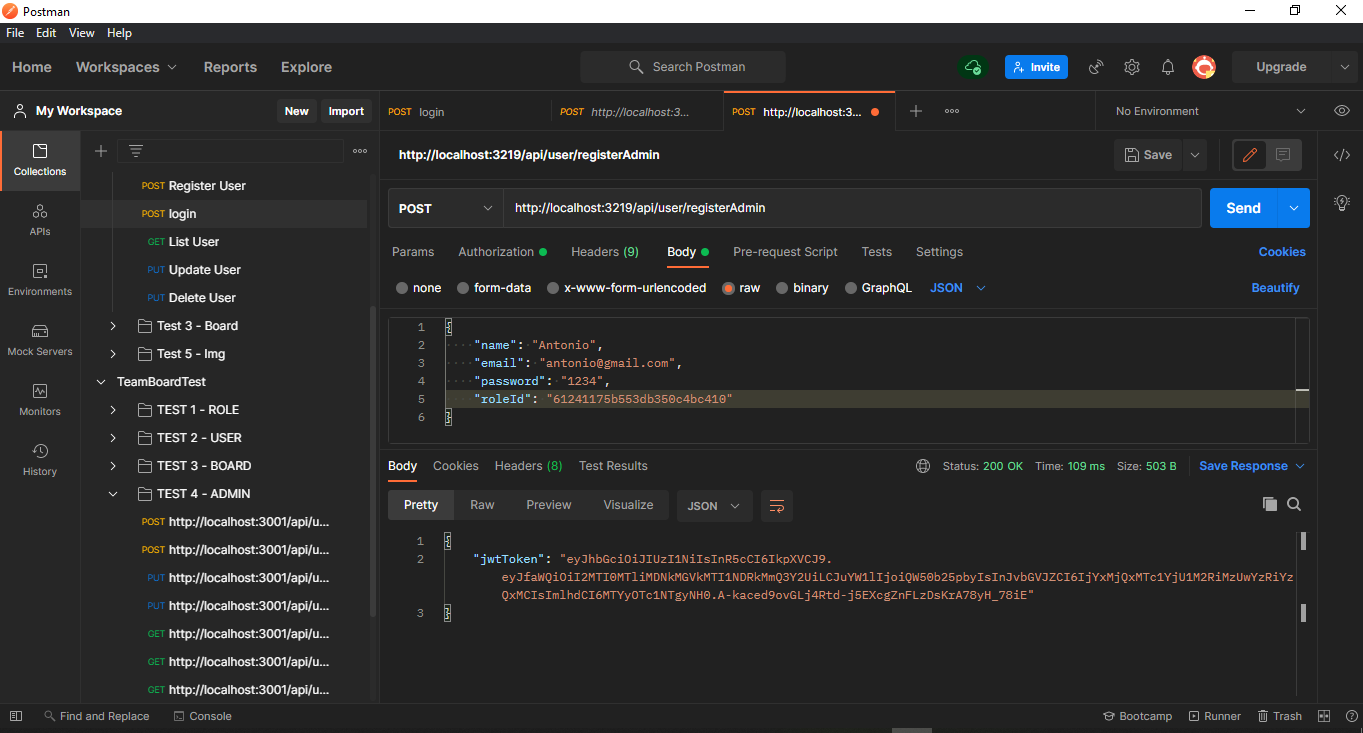 Postman
File Edit View Help
Home Workspaces Reports Explore Search Postman Invite Upgrade
My Workspace New Import
POST login POST http://localhost:3... POST http://localhost:3... No Environment
Collections
APIs
Environments
Mock Servers
Monitors
History
POST Register User
POST login
GET List User
PUT Update User
PUT Delete User
Test 3 - Board
Test 5 - Img
TeamBoardTest
TEST 1 - ROLE
TEST 2 - USER
TEST 3 - BOARD
TEST 4 - ADMIN
POST http://localhost:3001/api/u...
POST http://localhost:3001/api/u...
PUT http://localhost:3001/api/u...
PUT http://localhost:3001/api/u...
GET http://localhost:3001/api/u...
GET http://localhost:3001/api/u...
GET http://localhost:3001/api/u...
http://localhost:3219/api/user/registerAdmin Save
POST http://localhost:3219/api/user/registerAdmin Send
Params Authorization Headers (9) Body Pre-request Script Tests Settings Cookies
none form-data x-www-form-urlencoded raw binary GraphQL JSON Beautify
1 {
2 "name": "Antonio",
3 "email": "antonio@gmail.com",
4 "password": "1234",
5 "roleId": "61241175b553db350c4bc410"
6 }
Body Cookies Headers (8) Test Results Status: 200 OK Time: 109 ms Size: 503 B Save Response
Pretty Raw Preview Visualize JSON
1 {
2 "jwtToken": "eyJhbGciOiJIUzI1NiIsInR5cCI6IkpXVCJ9.
eyJfaWQiOiI2MTI0MTliMDNkMGVkMTI1NDRkMmQ3Y2UiLCJuYW1lIjoiQW50b25pbyIsInJvbGVJZCI6IjYxMjQxMTc1YjU1M2RiMzUwYzRiYz
QxMCIsImlhdCI6MTYyOTc1NTgyNH0.A-kaced9ovGLj4Rtd-j5EXcgZnFLzDsKrA78yH_78iE"
3 }
Find and Replace Console Bootcamp Runner Trash